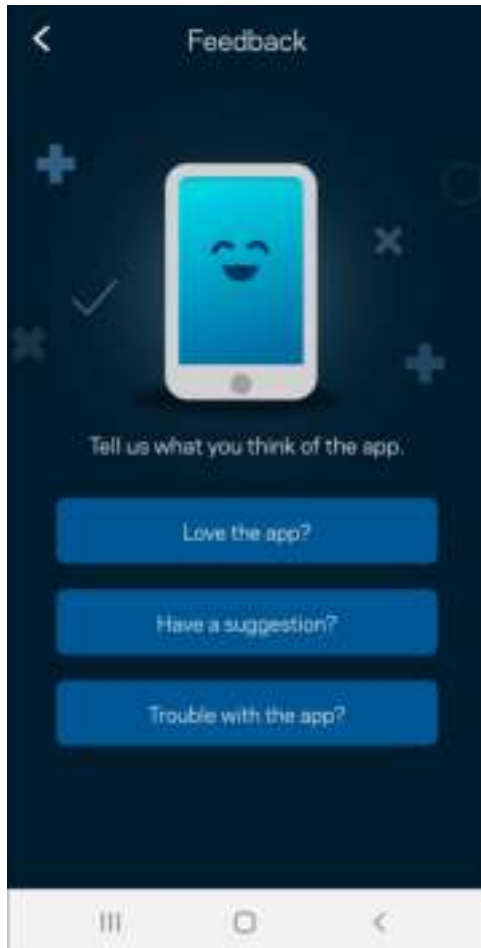 Feedback
Tell us what you think of the app.
Love the app?
Have a suggestion?
Trouble with the app?